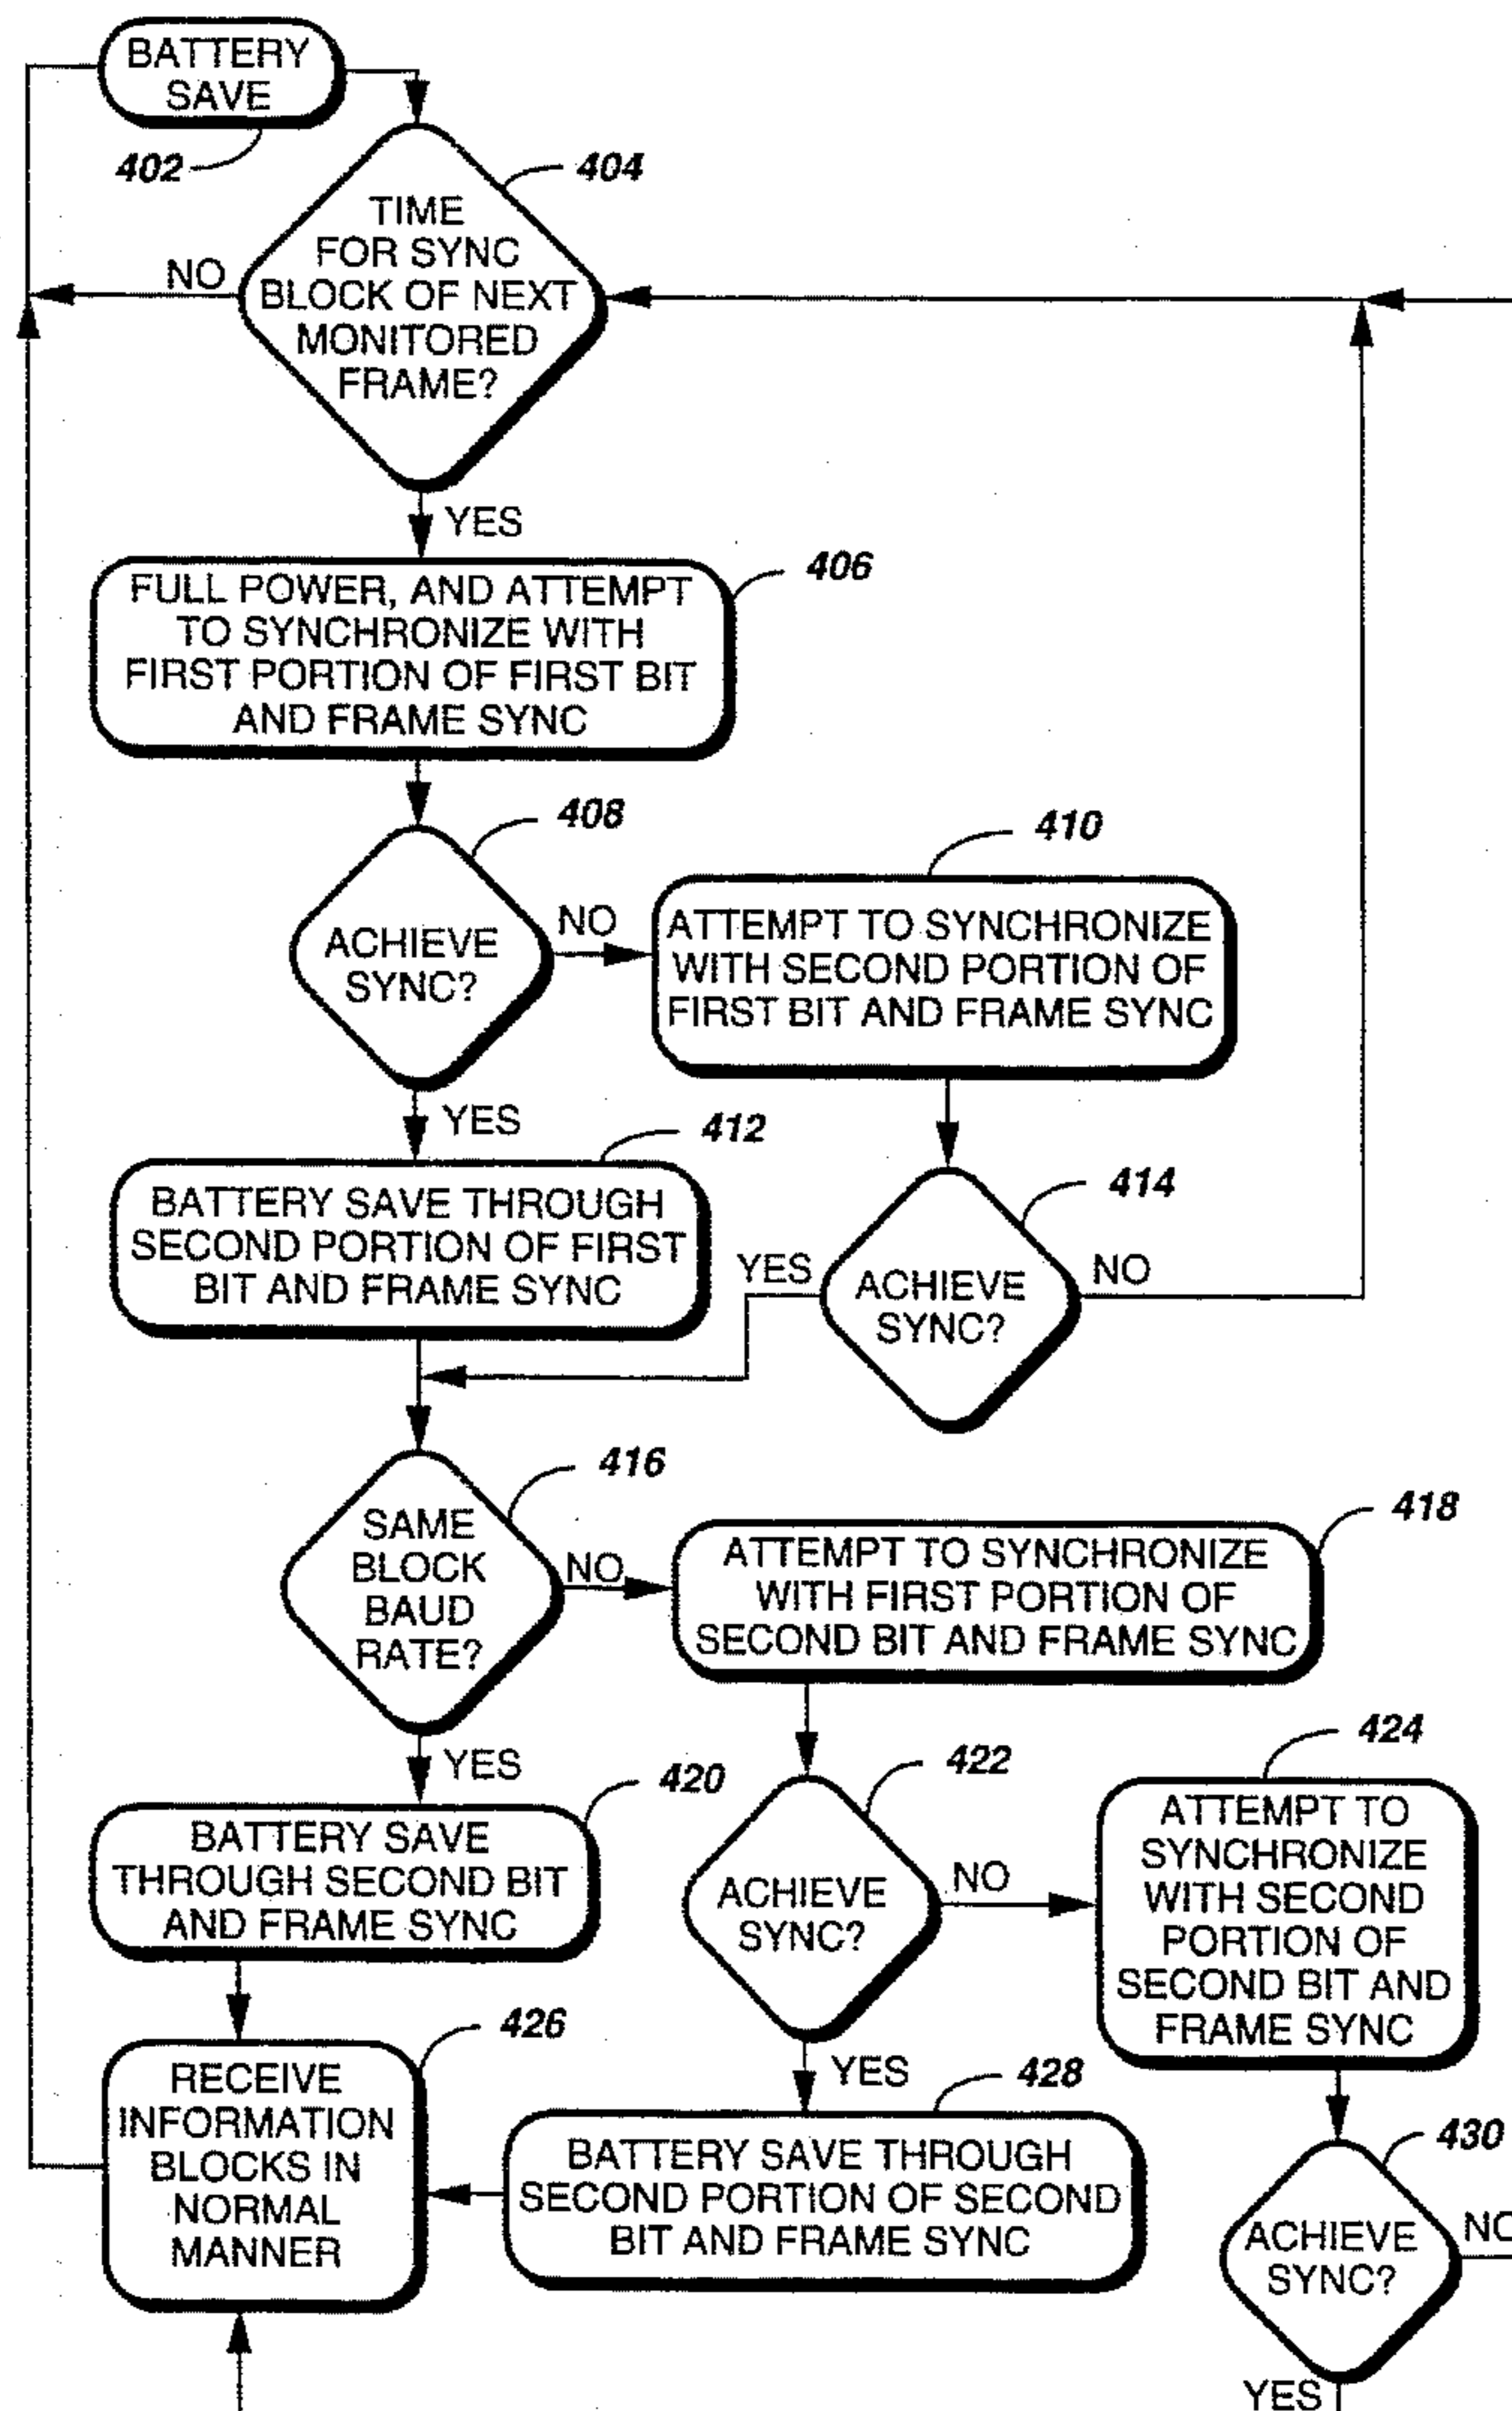 BATTERY
SAVE
402
404
TIME
FOR SYNC
BLOCK OF NEXT
MONITORED
FRAME?
NO
YES
406
FULL POWER, AND ATTEMPT
TO SYNCHRONIZE WITH
FIRST PORTION OF FIRST BIT
AND FRAME SYNC
408
ACHIEVE
SYNC?
NO
410
ATTEMPT TO SYNCHRONIZE
WITH SECOND PORTION OF
FIRST BIT AND FRAME SYNC
YES
412
BATTERY SAVE THROUGH
SECOND PORTION OF FIRST
BIT AND FRAME SYNC
414
YES
ACHIEVE
SYNC?
NO
416
SAME
BLOCK
BAUD
RATE?
NO
418
ATTEMPT TO SYNCHRONIZE
WITH FIRST PORTION OF
SECOND BIT AND FRAME SYNC
YES
420
BATTERY SAVE
THROUGH SECOND BIT
AND FRAME SYNC
422
ACHIEVE
SYNC?
NO
424
ATTEMPT TO
SYNCHRONIZE
WITH SECOND
PORTION OF
SECOND BIT AND
FRAME SYNC
426
RECEIVE
INFORMATION
BLOCKS IN
NORMAL
MANNER
YES
428
BATTERY SAVE THROUGH
SECOND PORTION OF SECOND
BIT AND FRAME SYNC
430
ACHIEVE
SYNC?
NO
YES